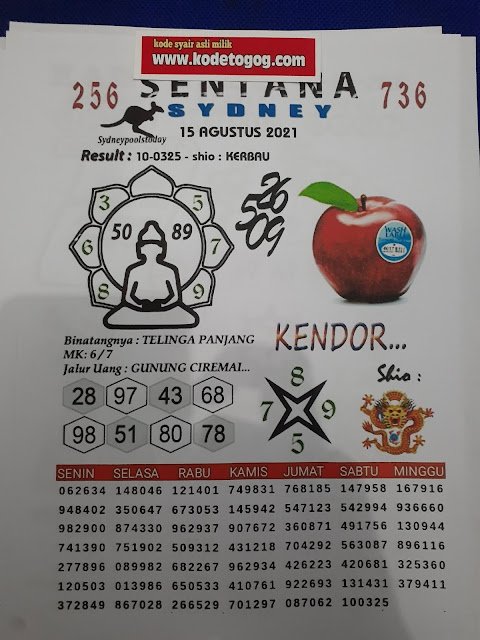 kode syair asli milik
www.kodetogog.com
256 SENTANA 736
SYDNEY
Sydneypoolstoday
15 AGUSTUS 2021
Result : 10-0325 - shio : KERBAU
3 5
6 50 89 7
8 9
26
5
09
WASH
Binatangnya : TELINGA PANJANG
MK: 6 / 7
Jalur Uang : GUNUNG CIREMAI...
KENDOR...
Shio :
28 97 43 68
98 51 80 78
8
7 9
5
SENIN SELASA RABU KAMIS JUMAT SABTU MINGGU
062634 148046 121401 749831 768185 147958 167916
948402 350647 673053 145942 547123 542994 936660
982900 874330 962937 907672 360871 491756 130944
741390 751902 509312 431218 704292 563087 896116
277896 089982 682267 962934 426223 420681 325360
120503 013986 650533 410761 922693 131431 379411
372849 867028 266529 701297 087062 100325